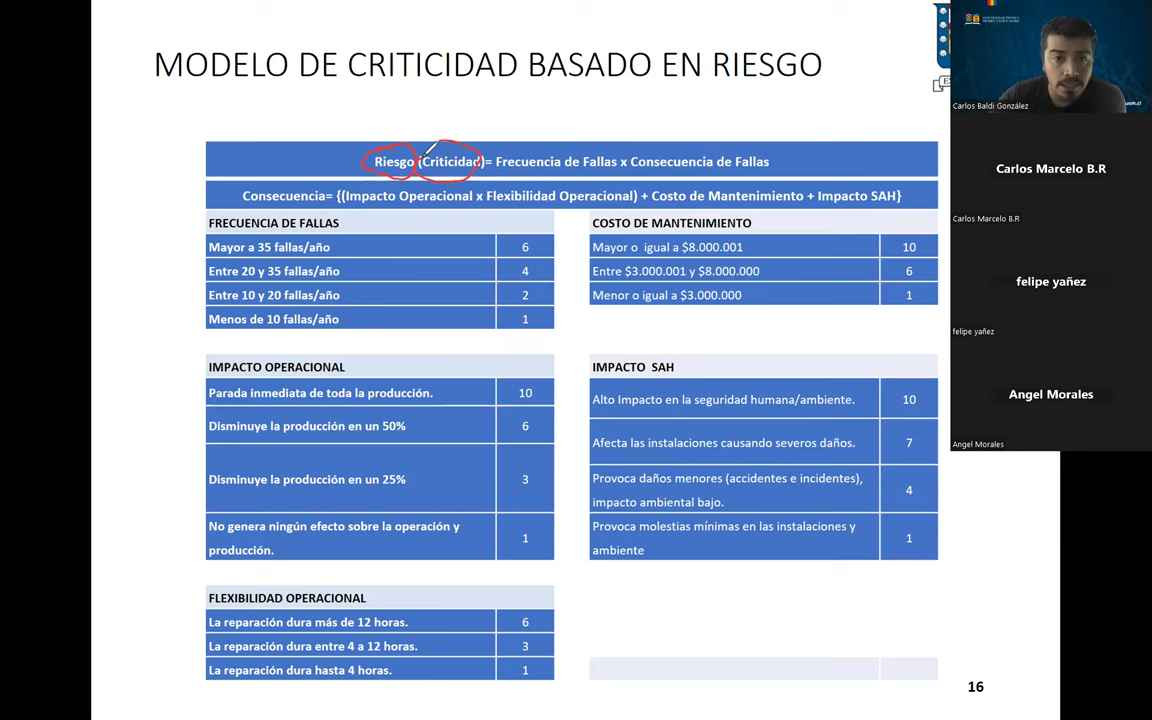 MODELO DE CRITICIDAD BASADO EN RIESGO
Riesgo (Criticidad)= Frecuencia de Fallas x Consecuencia de Fallas
Consecuencia= {(Impacto Operacional x Flexibilidad Operacional) + Costo de Mantenimiento + Impacto SAH}
FRECUENCIA DE FALLAS
Mayor a 35 fallas/año 6
Entre 20 y 35 fallas/año 4
Entre 10 y 20 fallas/año 2
Menos de 10 fallas/año 1
COSTO DE MANTENIMIENTO
Mayor o igual a $8.000.001 10
Entre $3.000.001 y $8.000.000 6
Menor o igual a $3.000.000 1
IMPACTO OPERACIONAL
Parada inmediata de toda la producción. 10
Disminuye la producción en un 50% 6
Disminuye la producción en un 25% 3
No genera ningún efecto sobre la operación y
producción. 1
IMPACTO SAH
Alto Impacto en la seguridad humana/ambiente. 10
Afecta las instalaciones causando severos daños. 7
Provoca daños menores (accidentes e incidentes),
impacto ambiental bajo. 4
Provoca molestias mínimas en las instalaciones y
ambiente 1
FLEXIBILIDAD OPERACIONAL
La reparación dura más de 12 horas. 6
La reparación dura entre 4 a 12 horas. 3
La reparación dura hasta 4 horas. 1
16
usm.cl
Carlos Baldi González
Carlos Marcelo B.R
Carlos Marcelo B.R
felipe yañez
felipe yañez
Angel Morales
Angel Morales